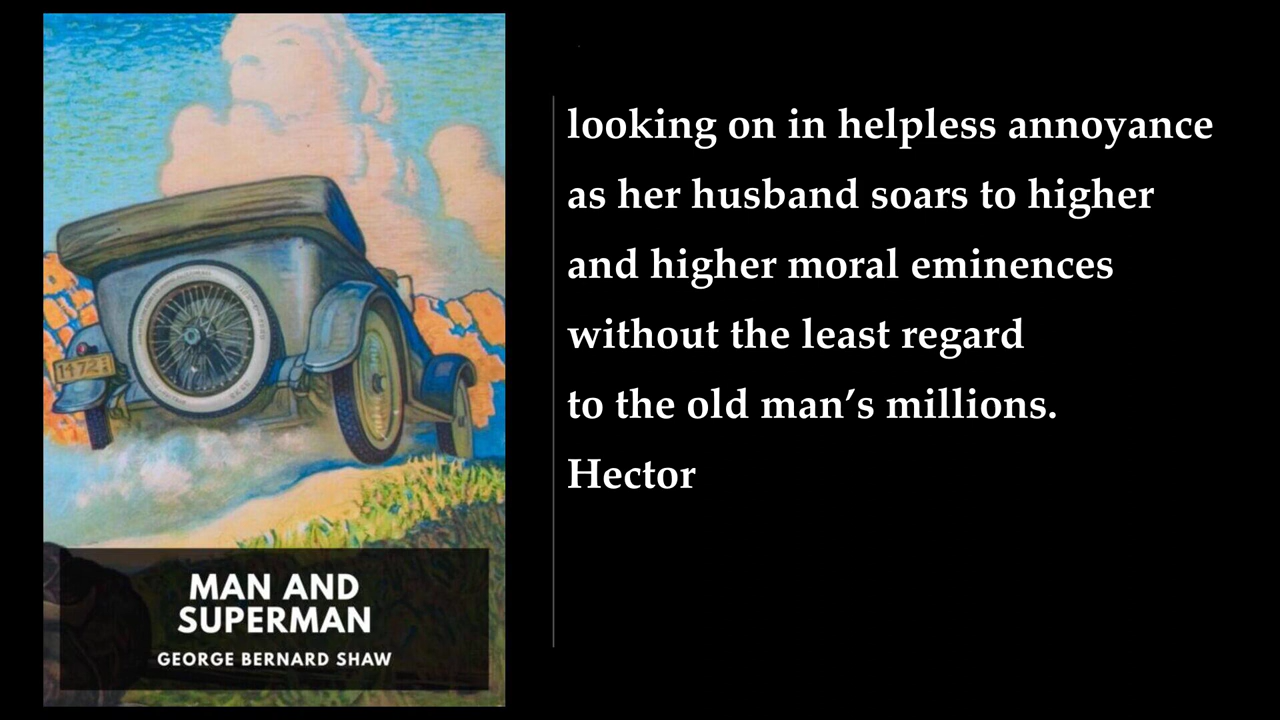 looking on in helpless annoyance
as her husband soars to higher
and higher moral eminences
without the least regard
to the old man’s millions.
Hector
1472
MAN AND
SUPERMAN
GEORGE BERNARD SHAW